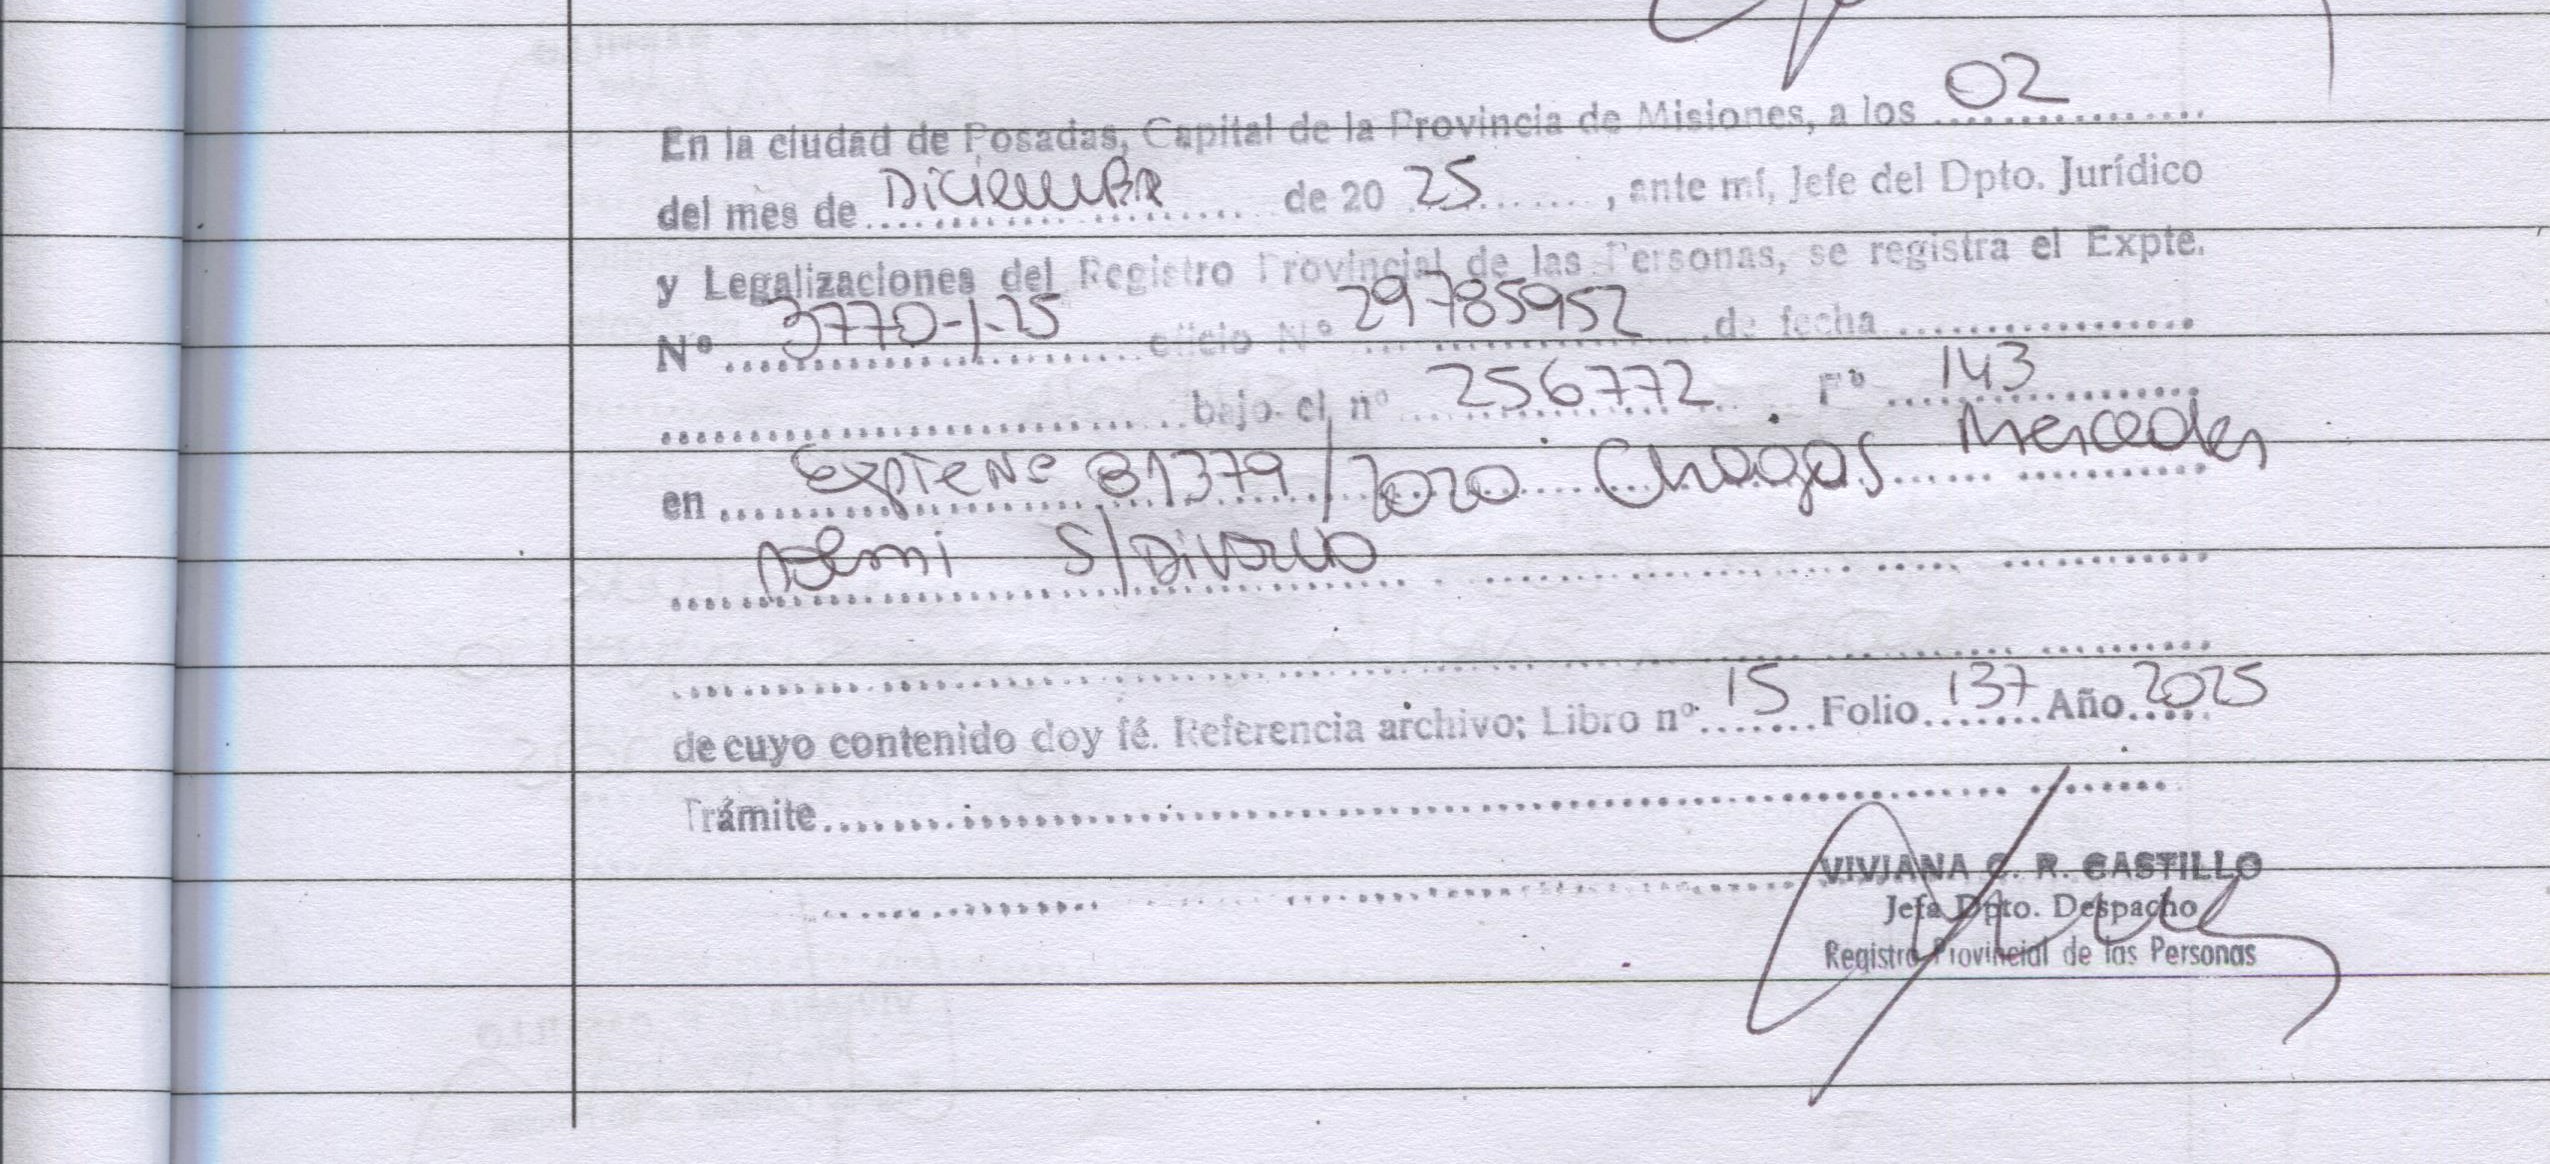 En la ciudad de Posadas, Capital de la Provincia de Misiones, a los 02
del mes de Diciembre de 20 25, ante mí, Jefe del Dpto. Jurídico
y Legalizaciones del Registro Provincial de las Personas, se registra el Expte.
Nº 3770-1-25 oficio Nº 29785952 de fecha
bajo el nº 256772 Fº 143
en Expte Nº 81379/2020 Chagas Mercedes
Noemi S/Divorcio
de cuyo contenido doy fé. Referencia archivo; Libro nº 15 Folio 137 Año 2025
Trámite
VIVIANA C. R. CASTILLO
Jefa Dpto. Despacho
Registro Provincial de las Personas